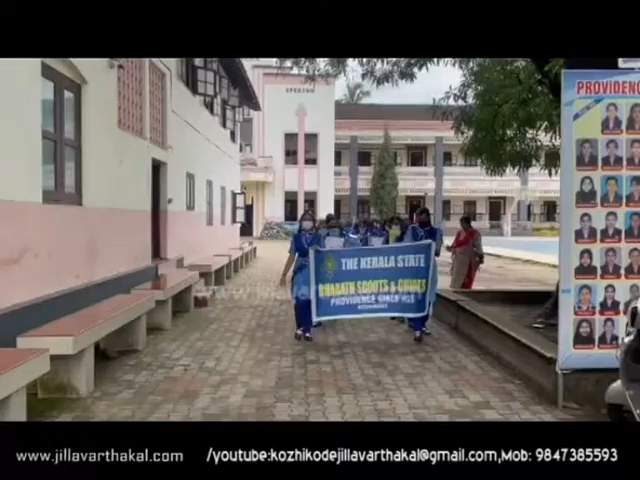 PROVIDENC
THE KERALA STATE
BHARATH SCOUTS & GUIDES
PROVIDENCE GIRLS HSS
KOZHIKODE
www.jillavarthakal.com
/youtube:kozhikodejillavarthakal@gmail.com,Mob: 9847385593